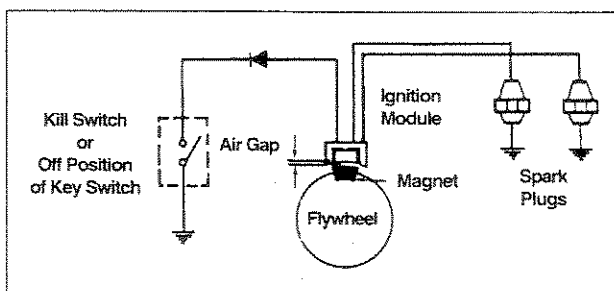 Kill Switch
or
Off Position
of Key Switch
Air Gap
Ignition
Module
Magnet
Flywheel
Spark
Plugs